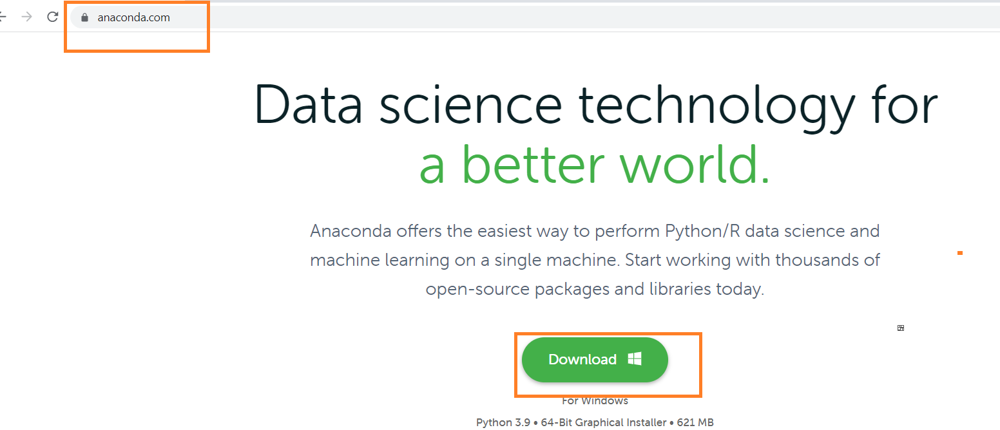 anaconda.com
Data science technology for
a better world.
Anaconda offers the easiest way to perform Python/R data science and
machine learning on a single machine. Start working with thousands of
open-source packages and libraries today.
Download
For Windows
Python 3.9 • 64-Bit Graphical Installer • 621 MB